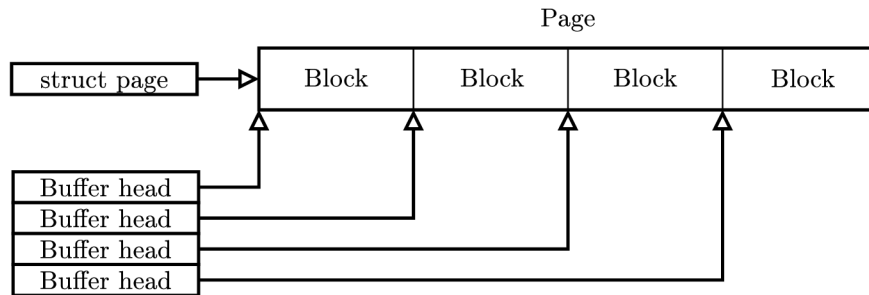 Page
struct page
Block Block Block Block
Buffer head
Buffer head
Buffer head
Buffer head